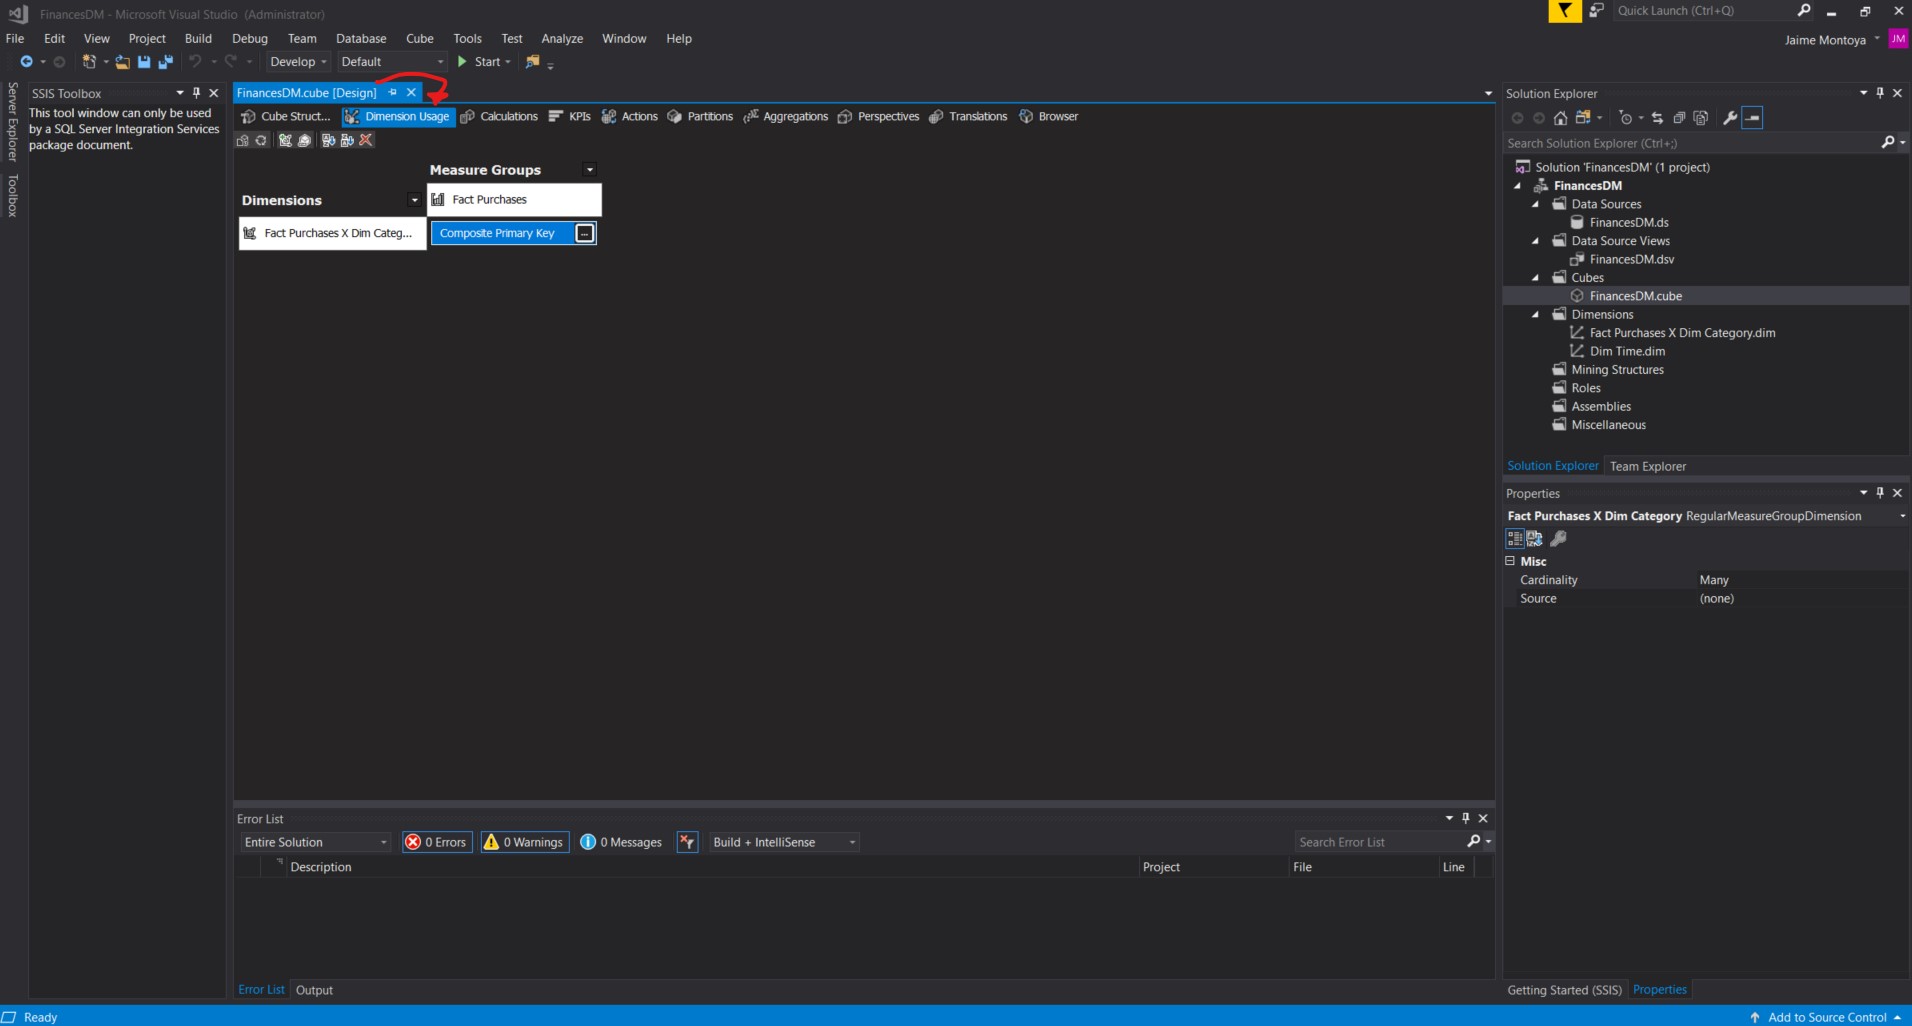 FinancesDM - Microsoft Visual Studio (Administrator)
Quick Launch (Ctrl+Q)
File Edit View Project Build Debug Team Database Cube Tools Test Analyze Window Help
Jaime Montoya JM
Develop Default Start
Server Explorer
Toolbox
SSIS Toolbox
This tool window can only be used
by a SQL Server Integration Services
package document.
FinancesDM.cube [Design]
Cube Struct... Dimension Usage Calculations KPIs Actions Partitions Aggregations Perspectives Translations Browser
Measure Groups
Dimensions
Fact Purchases
Fact Purchases X Dim Categ...
Composite Primary Key ...
Error List
Entire Solution 0 Errors 0 Warnings 0 Messages Build + IntelliSense Search Error List
Description Project File Line
Error List Output
Solution Explorer
Search Solution Explorer (Ctrl+;)
Solution 'FinancesDM' (1 project)
FinancesDM
Data Sources
FinancesDM.ds
Data Source Views
FinancesDM.dsv
Cubes
FinancesDM.cube
Dimensions
Fact Purchases X Dim Category.dim
Dim Time.dim
Mining Structures
Roles
Assemblies
Miscellaneous
Solution Explorer Team Explorer
Properties
Fact Purchases X Dim Category RegularMeasureGroupDimension
Misc
Cardinality Many
Source (none)
Getting Started (SSIS) Properties
Ready
Add to Source Control